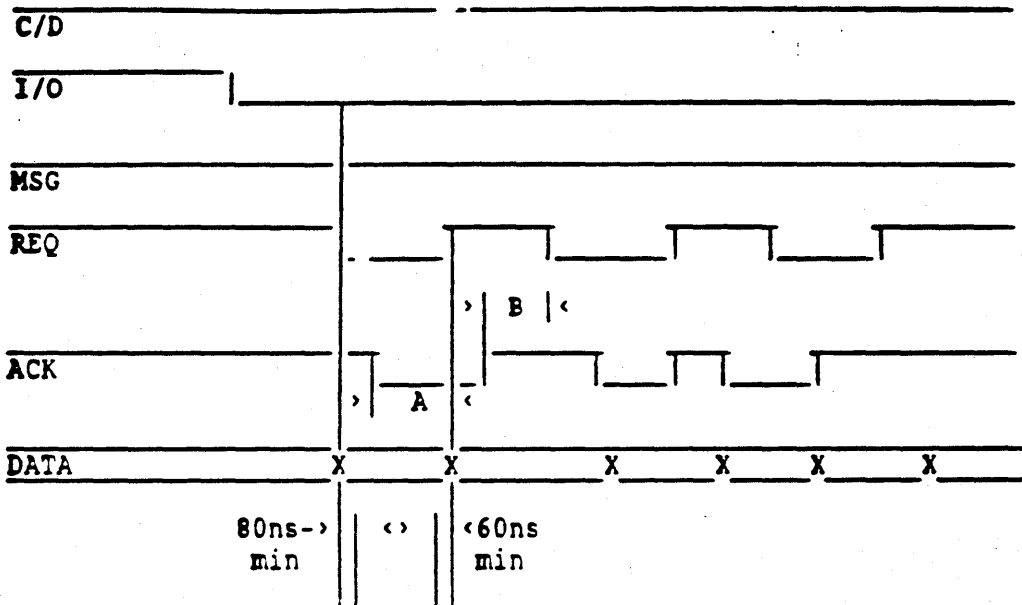 C/D
I/O
MSG
REQ
> B <
ACK
> A <
DATA
X X X X X X
80ns-> <> <60ns
min min